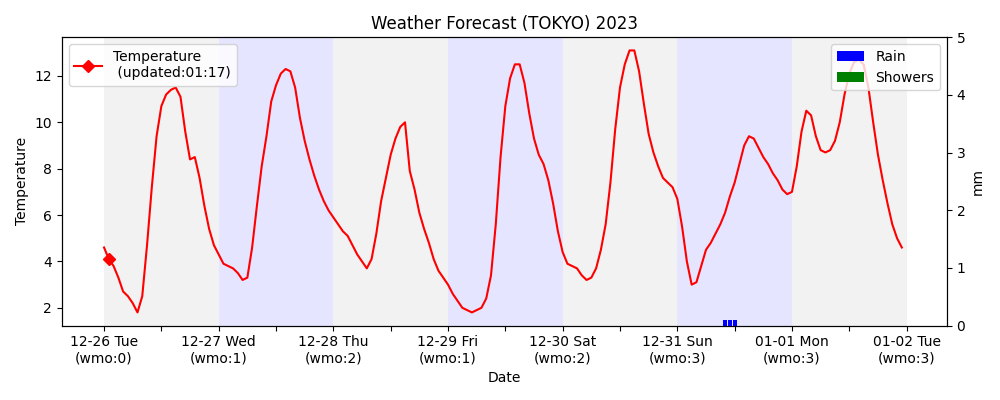 Weather Forecast (TOKYO) 2023
Temperature
(updated:01:17)
Rain
Showers
Temperature
12
10
8
6
4
2
5
4
3
2
1
0
mm
12-26 Tue
(wmo:0)
12-27 Wed
(wmo:1)
12-28 Thu
(wmo:2)
12-29 Fri
(wmo:1)
12-30 Sat
(wmo:2)
12-31 Sun
(wmo:3)
01-01 Mon
(wmo:3)
01-02 Tue
(wmo:3)
Date